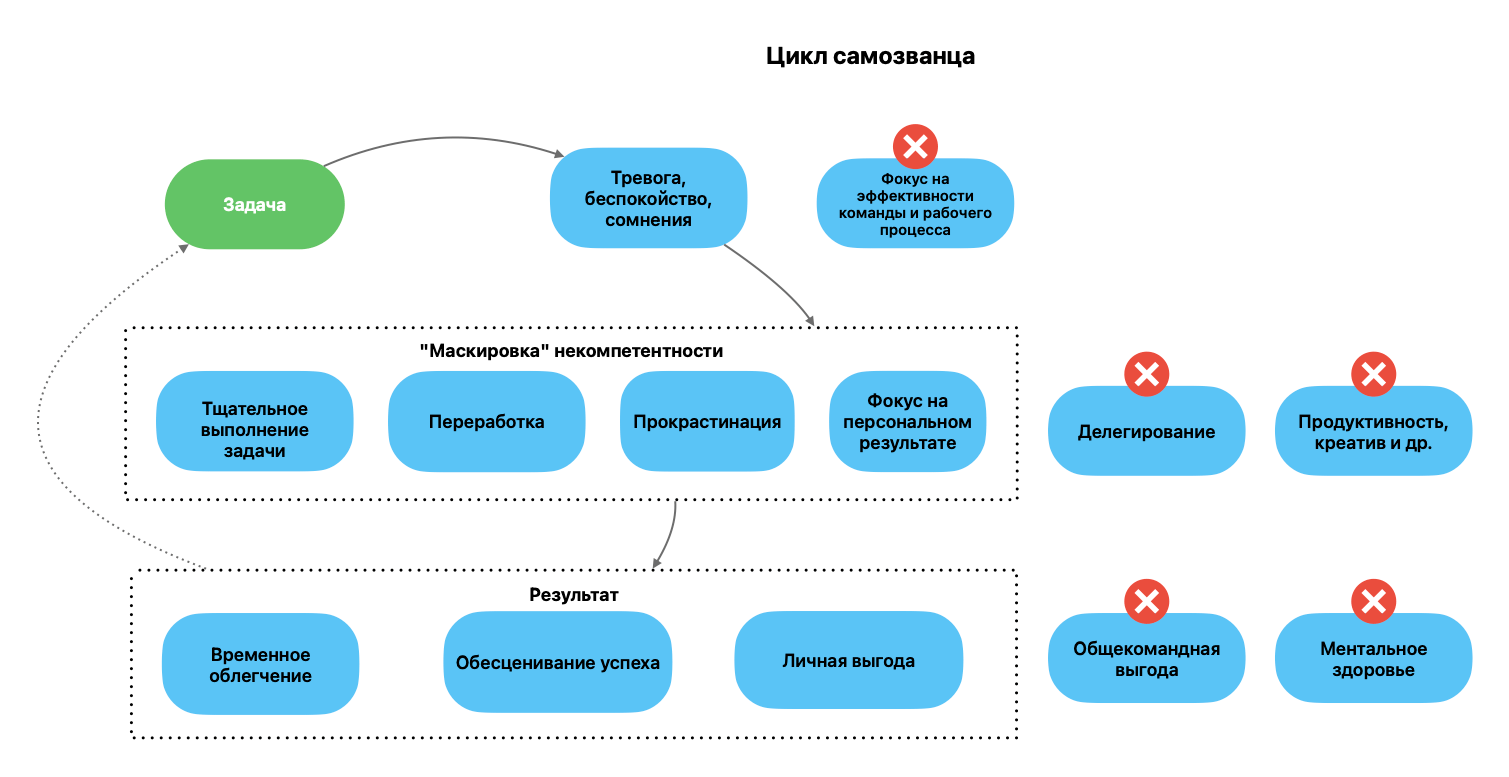 Цикл самозванца
Задача
Тревога,
беспокойство,
сомнения
Фокус на
эффективности
команды и рабочего
процесса
"Маскировка" некомпетентности
Тщательное
выполнение
задачи
Переработка
Прокрастинация
Фокус на
персональном
результате
Делегирование
Продуктивность,
креатив и др.
Результат
Временное
облегчение
Обесценивание успеха
Личная выгода
Общекомандная
выгода
Ментальное
здоровье